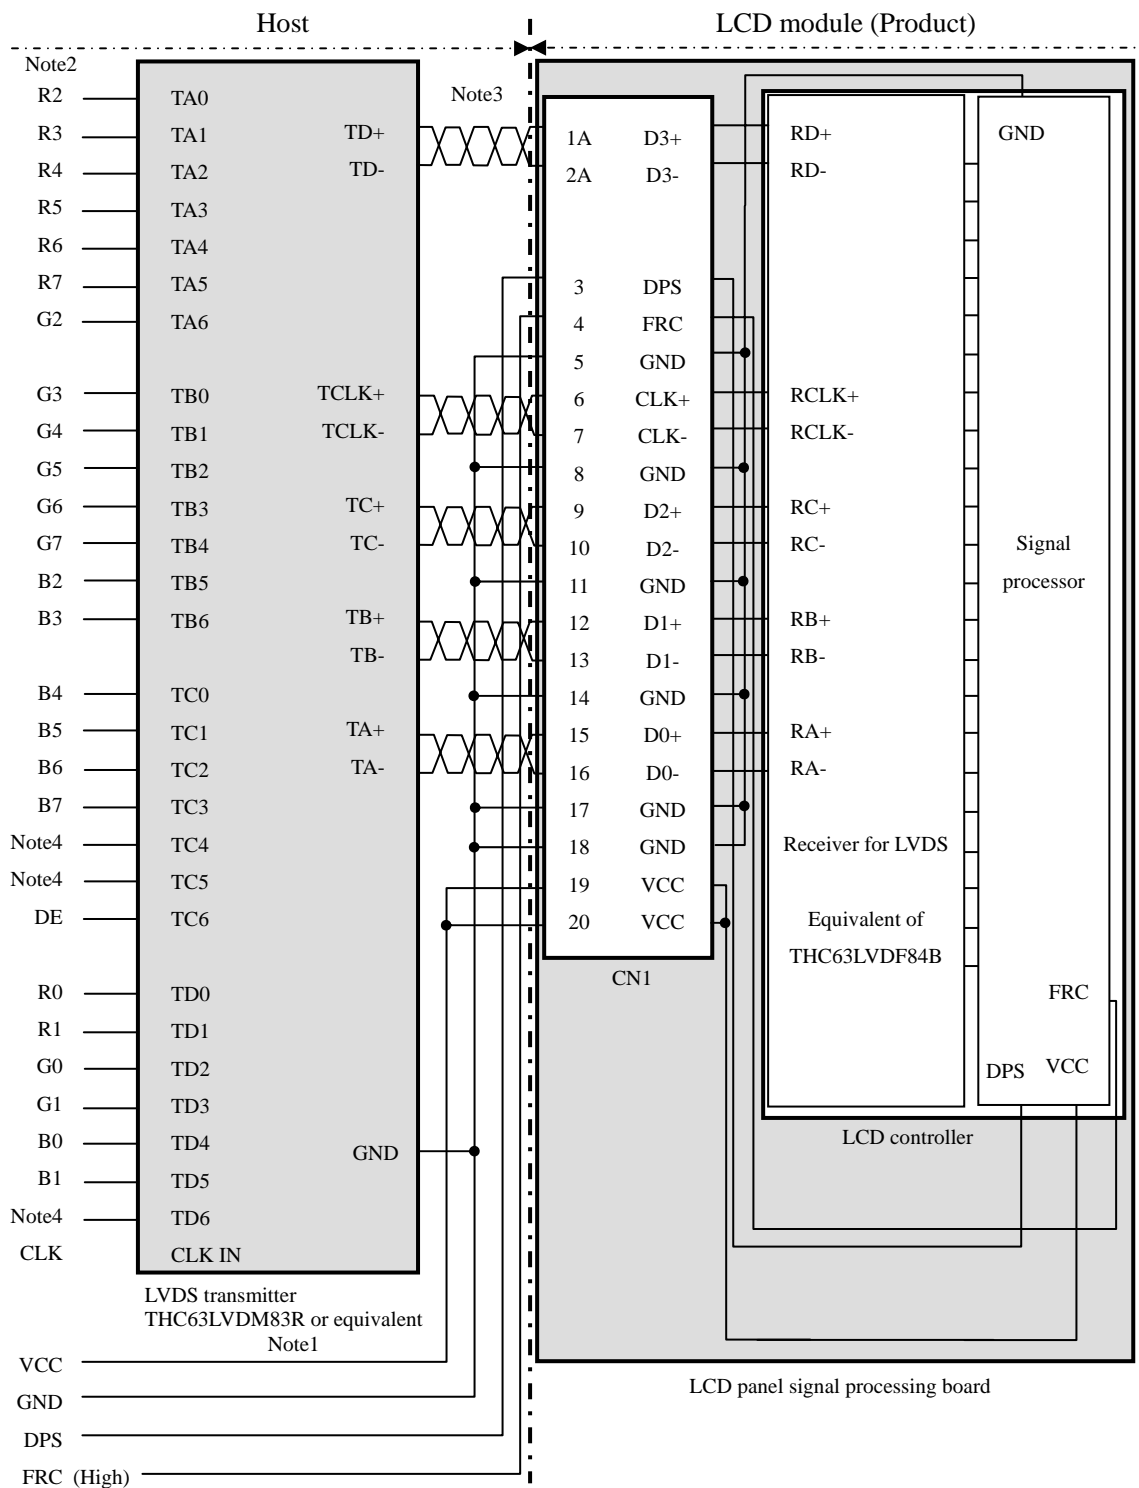 Host
LCD module (Product)
Note2
R2 TA0
R3 TA1
R4 TA2
R5 TA3
R6 TA4
R7 TA5
G2 TA6
G3 TB0
G4 TB1
G5 TB2
G6 TB3
G7 TB4
B2 TB5
B3 TB6
B4 TC0
B5 TC1
B6 TC2
B7 TC3
Note4 TC4
Note4 TC5
DE TC6
R0 TD0
R1 TD1
G0 TD2
G1 TD3
B0 TD4
B1 TD5
Note4 TD6
CLK CLK IN
TD+
TD-
TCLK+
TCLK-
TC+
TC-
TB+
TB-
TA+
TA-
GND
LVDS transmitter
THC63LVDM83R or equivalent
Note1
VCC
GND
DPS
FRC (High)
Note3
1A D3+
2A D3-
3 DPS
4 FRC
5 GND
6 CLK+
7 CLK-
8 GND
9 D2+
10 D2-
11 GND
12 D1+
13 D1-
14 GND
15 D0+
16 D0-
17 GND
18 GND
19 VCC
20 VCC
CN1
RD+
RD-
RCLK+
RCLK-
RC+
RC-
RB+
RB-
RA+
RA-
Receiver for LVDS
Equivalent of
THC63LVDF84B
GND
Signal
processor
FRC
DPS VCC
LCD controller
LCD panel signal processing board